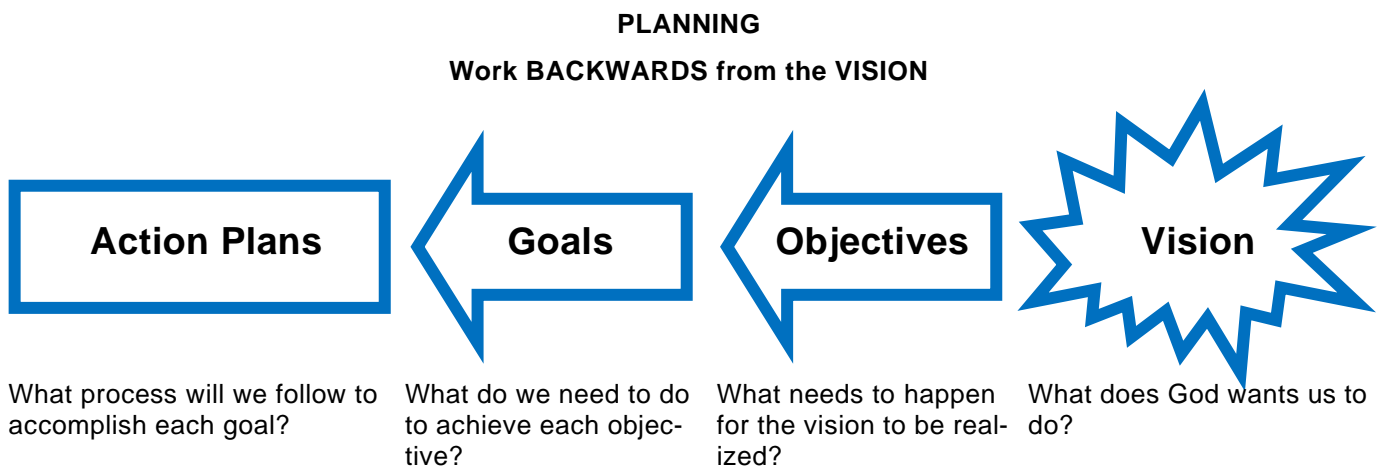 PLANNING
Work BACKWARDS from the VISION
Action Plans
Goals
Objectives
Vision
What process will we follow to
accomplish each goal?
What do we need to do
to achieve each objec-
tive?
What needs to happen
for the vision to be real-
ized?
What does God wants us to
do?